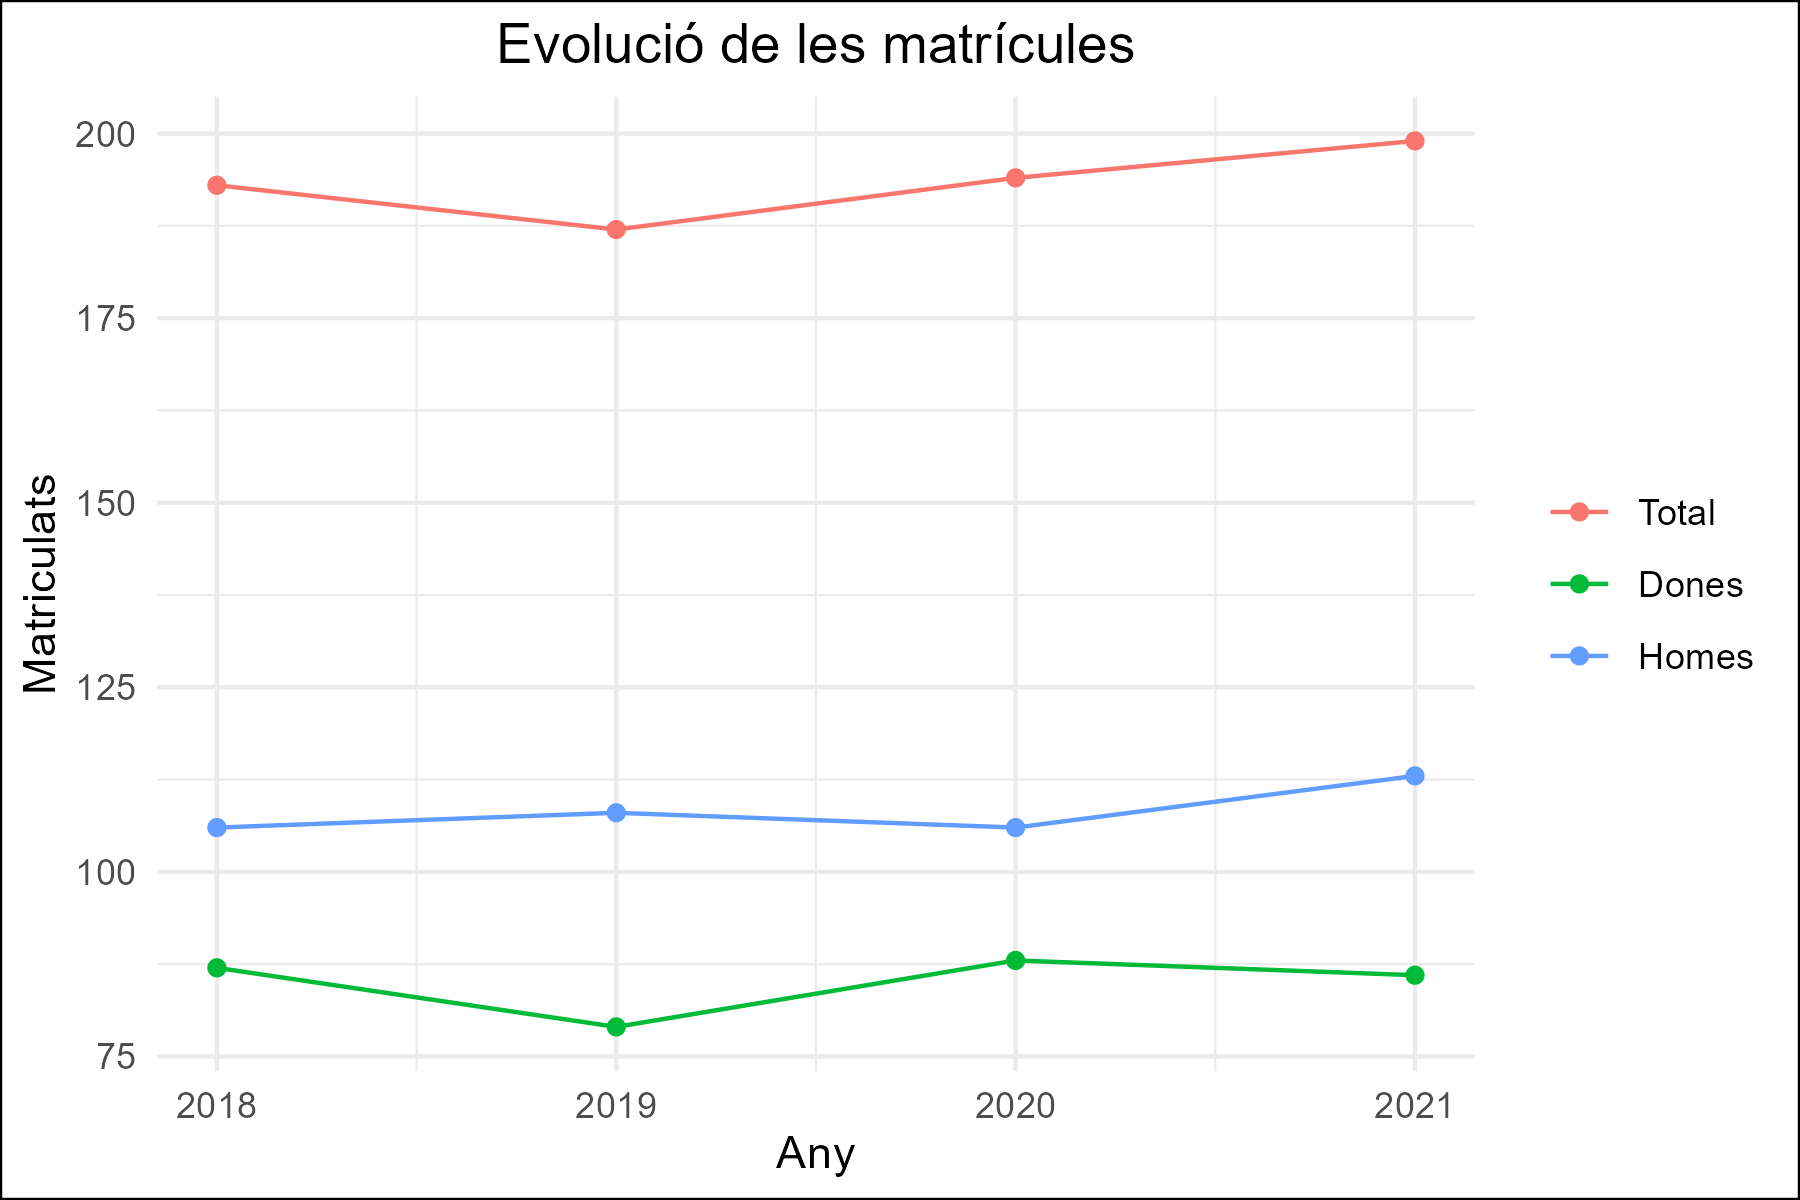 Evolució de les matrícules
Matriculats
200
175
150
125
100
75
2018
2019
2020
2021
Any
Total
Dones
Homes